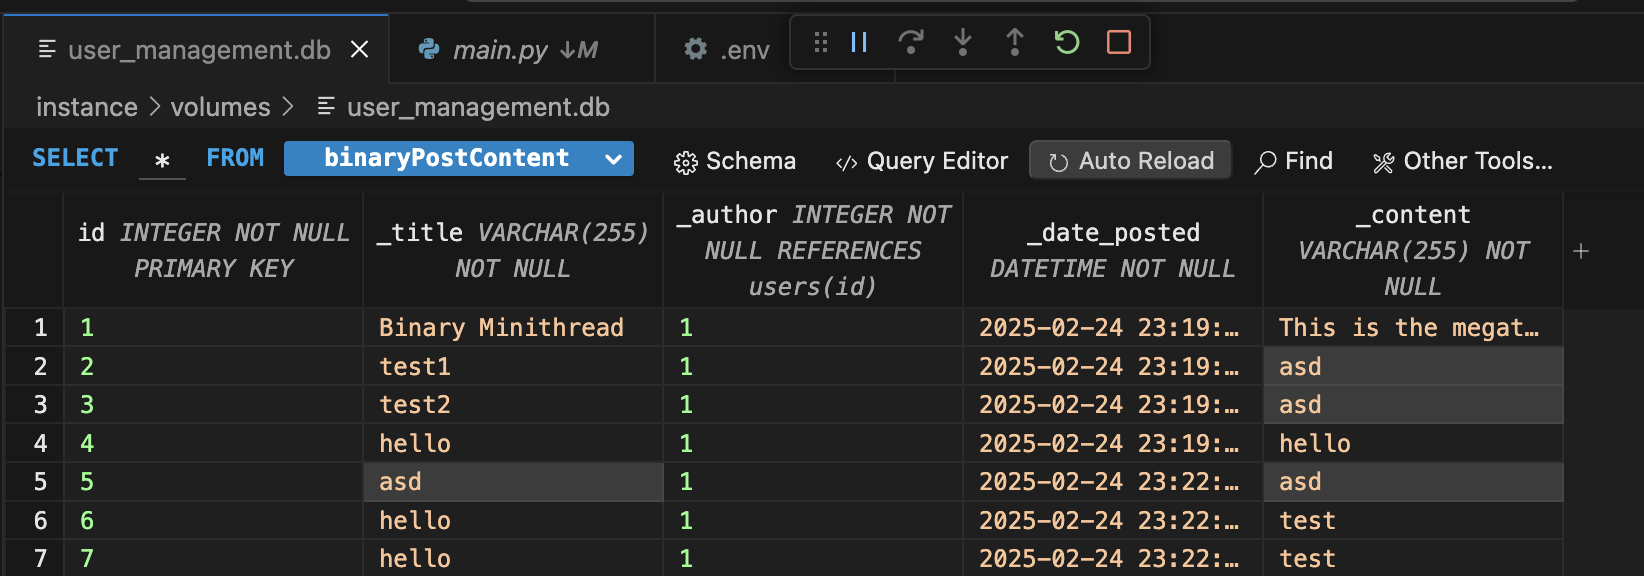 user_management.db
main.py ↓M
.env
instance > volumes > user_management.db
SELECT * FROM binaryPostContent
Schema
Query Editor
Auto Reload
Find
Other Tools...
id INTEGER NOT NULL
PRIMARY KEY
_title VARCHAR(255)
NOT NULL
_author INTEGER NOT
NULL REFERENCES
users(id)
_date_posted
DATETIME NOT NULL
_content
VARCHAR(255) NOT
NULL
+
1 1 Binary Minithread 1 2025-02-24 23:19:… This is the megat…
2 2 test1 1 2025-02-24 23:19:… asd
3 3 test2 1 2025-02-24 23:19:… asd
4 4 hello 1 2025-02-24 23:19:… hello
5 5 asd 1 2025-02-24 23:22:… asd
6 6 hello 1 2025-02-24 23:22:… test
7 7 hello 1 2025-02-24 23:22:… test